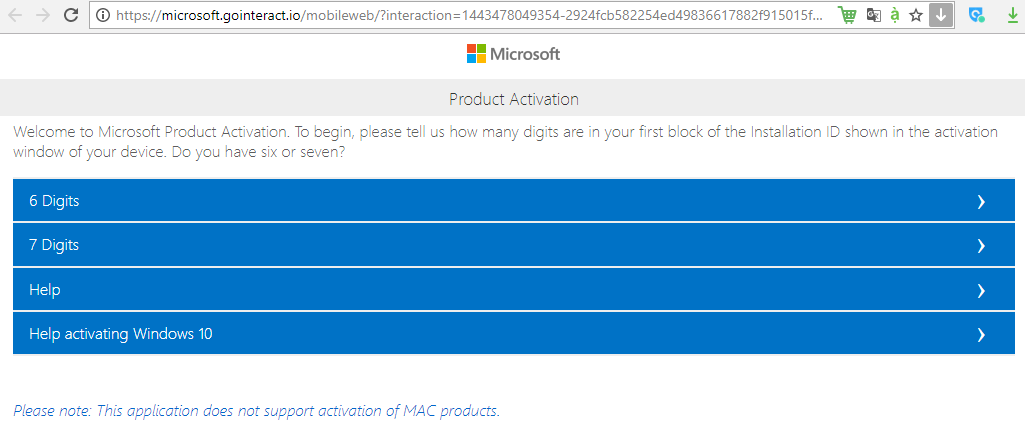 https://microsoft.gointeract.io/mobileweb/?interaction=1443478049354-2924fcb582254ed49836617882f915015f...
Microsoft
Product Activation
Welcome to Microsoft Product Activation. To begin, please tell us how many digits are in your first block of the Installation ID shown in the activation
window of your device. Do you have six or seven?
6 Digits
7 Digits
Help
Help activating Windows 10
Please note: This application does not support activation of MAC products.